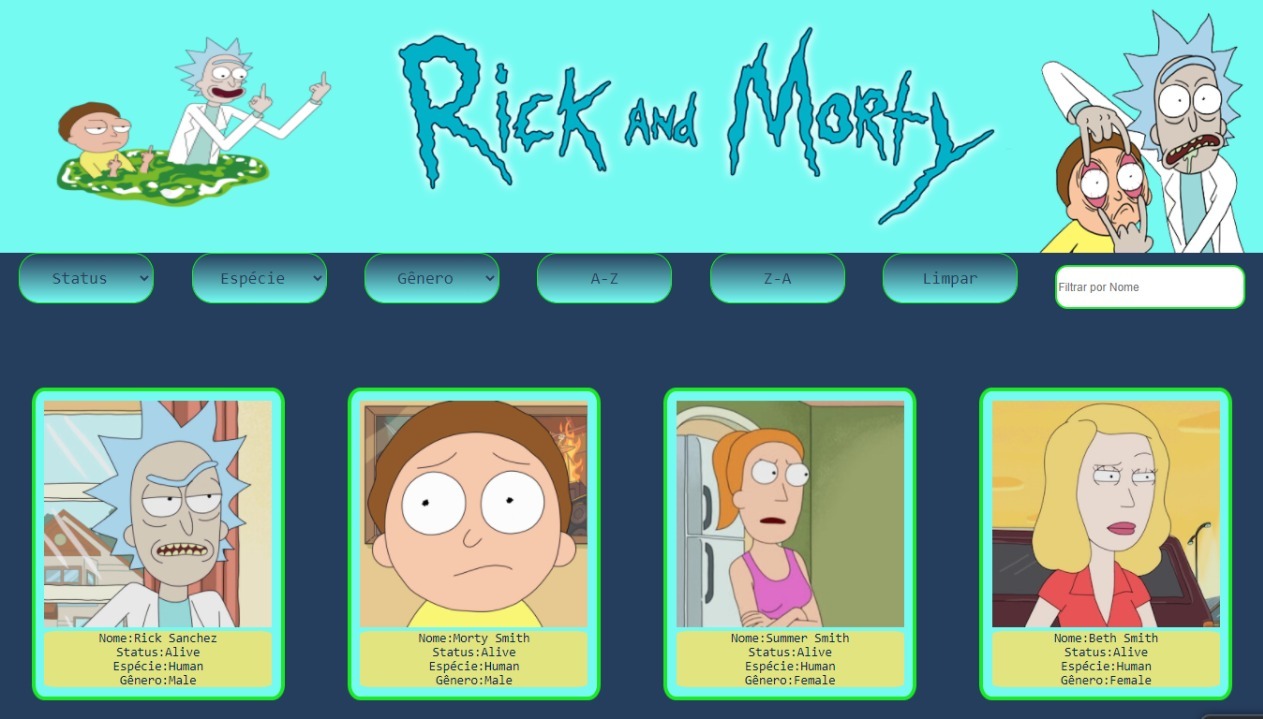 Rick and Morty
Status
Espécie
Gênero
A-Z
Z-A
Limpar
Filtrar por Nome
Nome:Rick Sanchez
Status:Alive
Espécie:Human
Gênero:Male
Nome:Morty Smith
Status:Alive
Espécie:Human
Gênero:Male
Nome:Summer Smith
Status:Alive
Espécie:Human
Gênero:Female
Nome:Beth Smith
Status:Alive
Espécie:Human
Gênero:Female